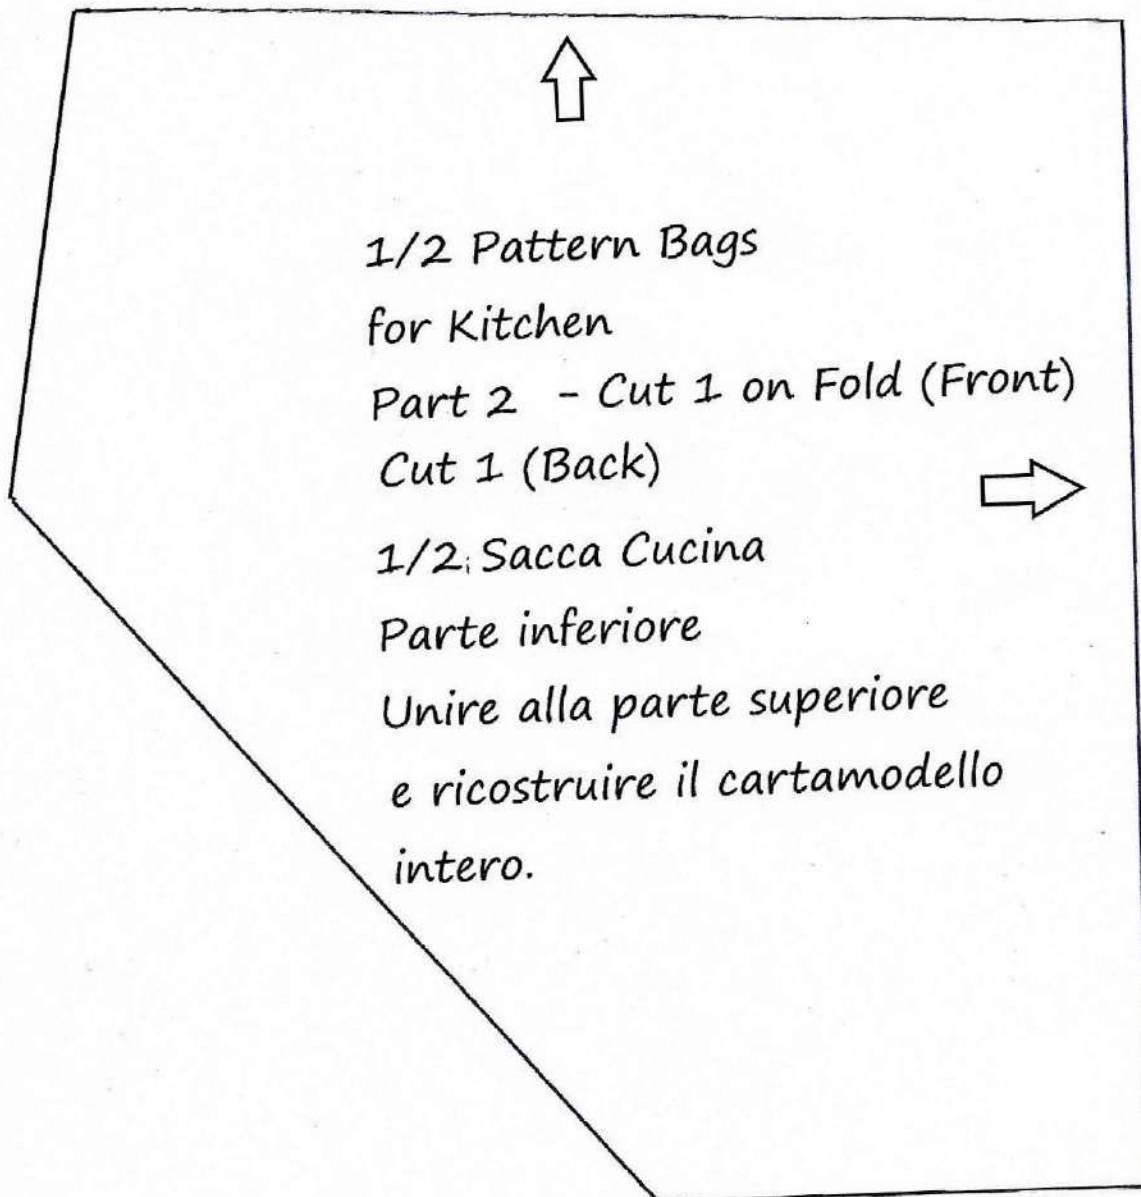 1/2 Pattern Bags
for Kitchen
Part 2 - Cut 1 on Fold (Front)
Cut 1 (Back)
1/2 Sacca Cucina
Parte inferiore
Unire alla parte superiore
e ricostruire il cartamodello
intero.